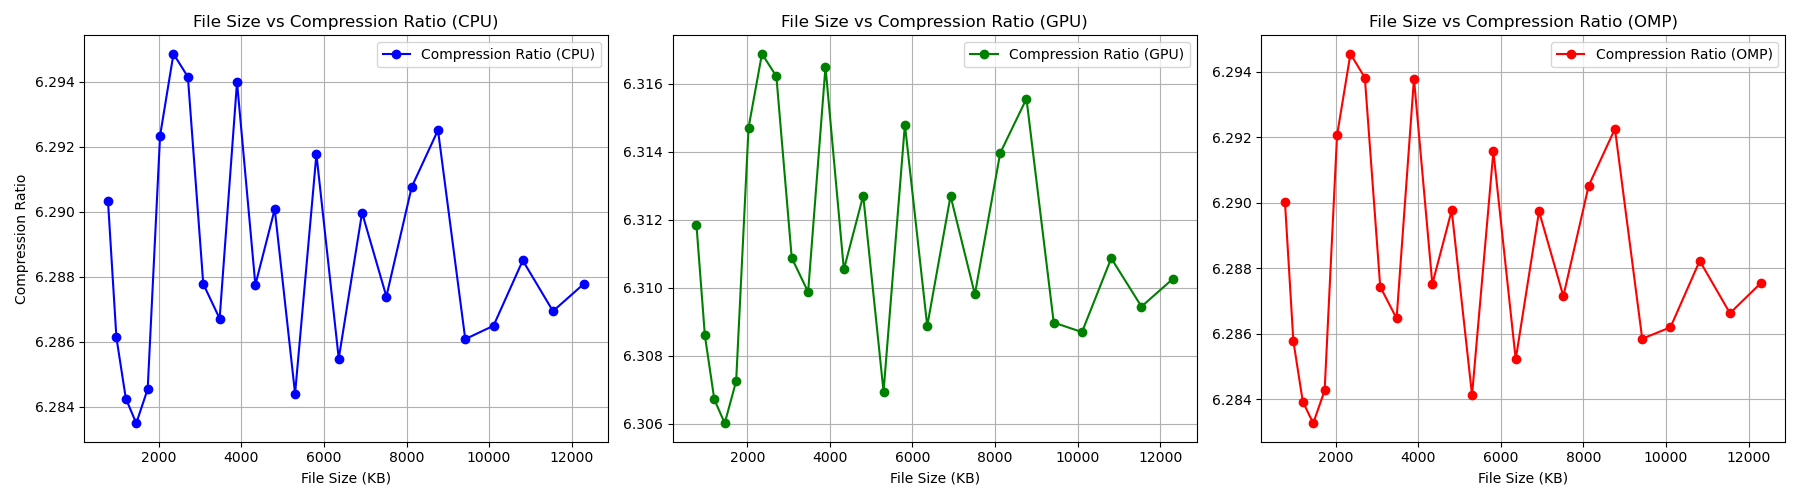 File Size vs Compression Ratio (CPU)
Compression Ratio (CPU)
Compression Ratio
6.294
6.292
6.290
6.288
6.286
6.284
2000 4000 6000 8000 10000 12000
File Size (KB)
File Size vs Compression Ratio (GPU)
Compression Ratio (GPU)
6.316
6.314
6.312
6.310
6.308
6.306
2000 4000 6000 8000 10000 12000
File Size (KB)
File Size vs Compression Ratio (OMP)
Compression Ratio (OMP)
6.294
6.292
6.290
6.288
6.286
6.284
2000 4000 6000 8000 10000 12000
File Size (KB)